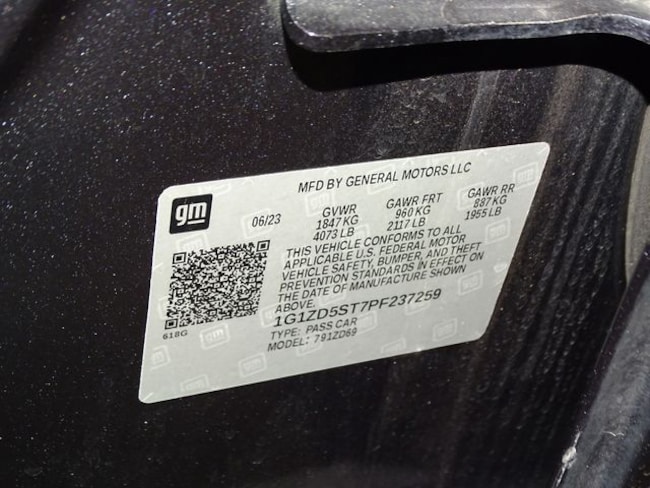 MFD BY GENERAL MOTORS LLC
gm
06/23
GVWR
1847 KG
4073 LB
GAWR FRT
960 KG
2117 LB
GAWR RR
887 KG
1955 LB
THIS VEHICLE CONFORMS TO ALL
APPLICABLE U.S. FEDERAL MOTOR
VEHICLE SAFETY, BUMPER, AND THEFT
PREVENTION STANDARDS IN EFFECT ON
THE DATE OF MANUFACTURE SHOWN
ABOVE.
1G1ZD5ST7PF237259
TYPE: PASS CAR
MODEL: 791ZD69
618G